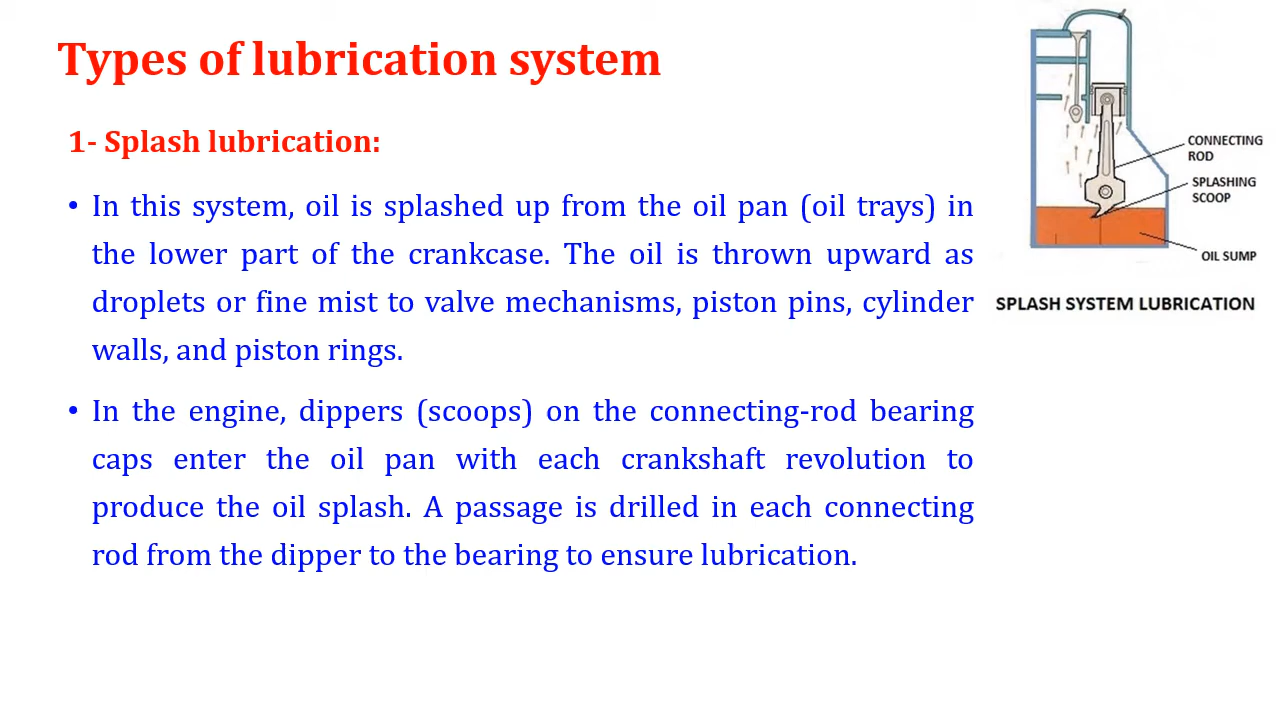 Types of lubrication system
1- Splash lubrication:
• In this system, oil is splashed up from the oil pan (oil trays) in
the lower part of the crankcase. The oil is thrown upward as
droplets or fine mist to valve mechanisms, piston pins, cylinder
walls, and piston rings.
• In the engine, dippers (scoops) on the connecting-rod bearing
caps enter the oil pan with each crankshaft revolution to
produce the oil splash. A passage is drilled in each connecting
rod from the dipper to the bearing to ensure lubrication.
CONNECTING
ROD
SPLASHING
SCOOP
OIL SUMP
SPLASH SYSTEM LUBRICATION